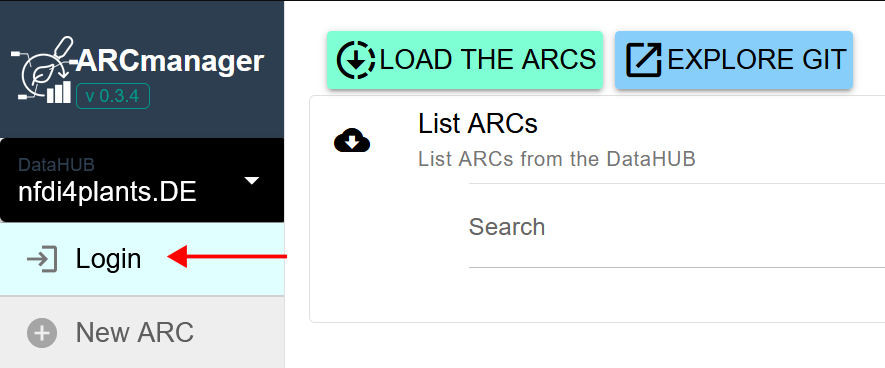 ARCmanager
v 0.3.4
DataHUB
nfdi4plants.DE
Login
New ARC
LOAD THE ARCS
EXPLORE GIT
List ARCs
List ARCs from the DataHUB
Search